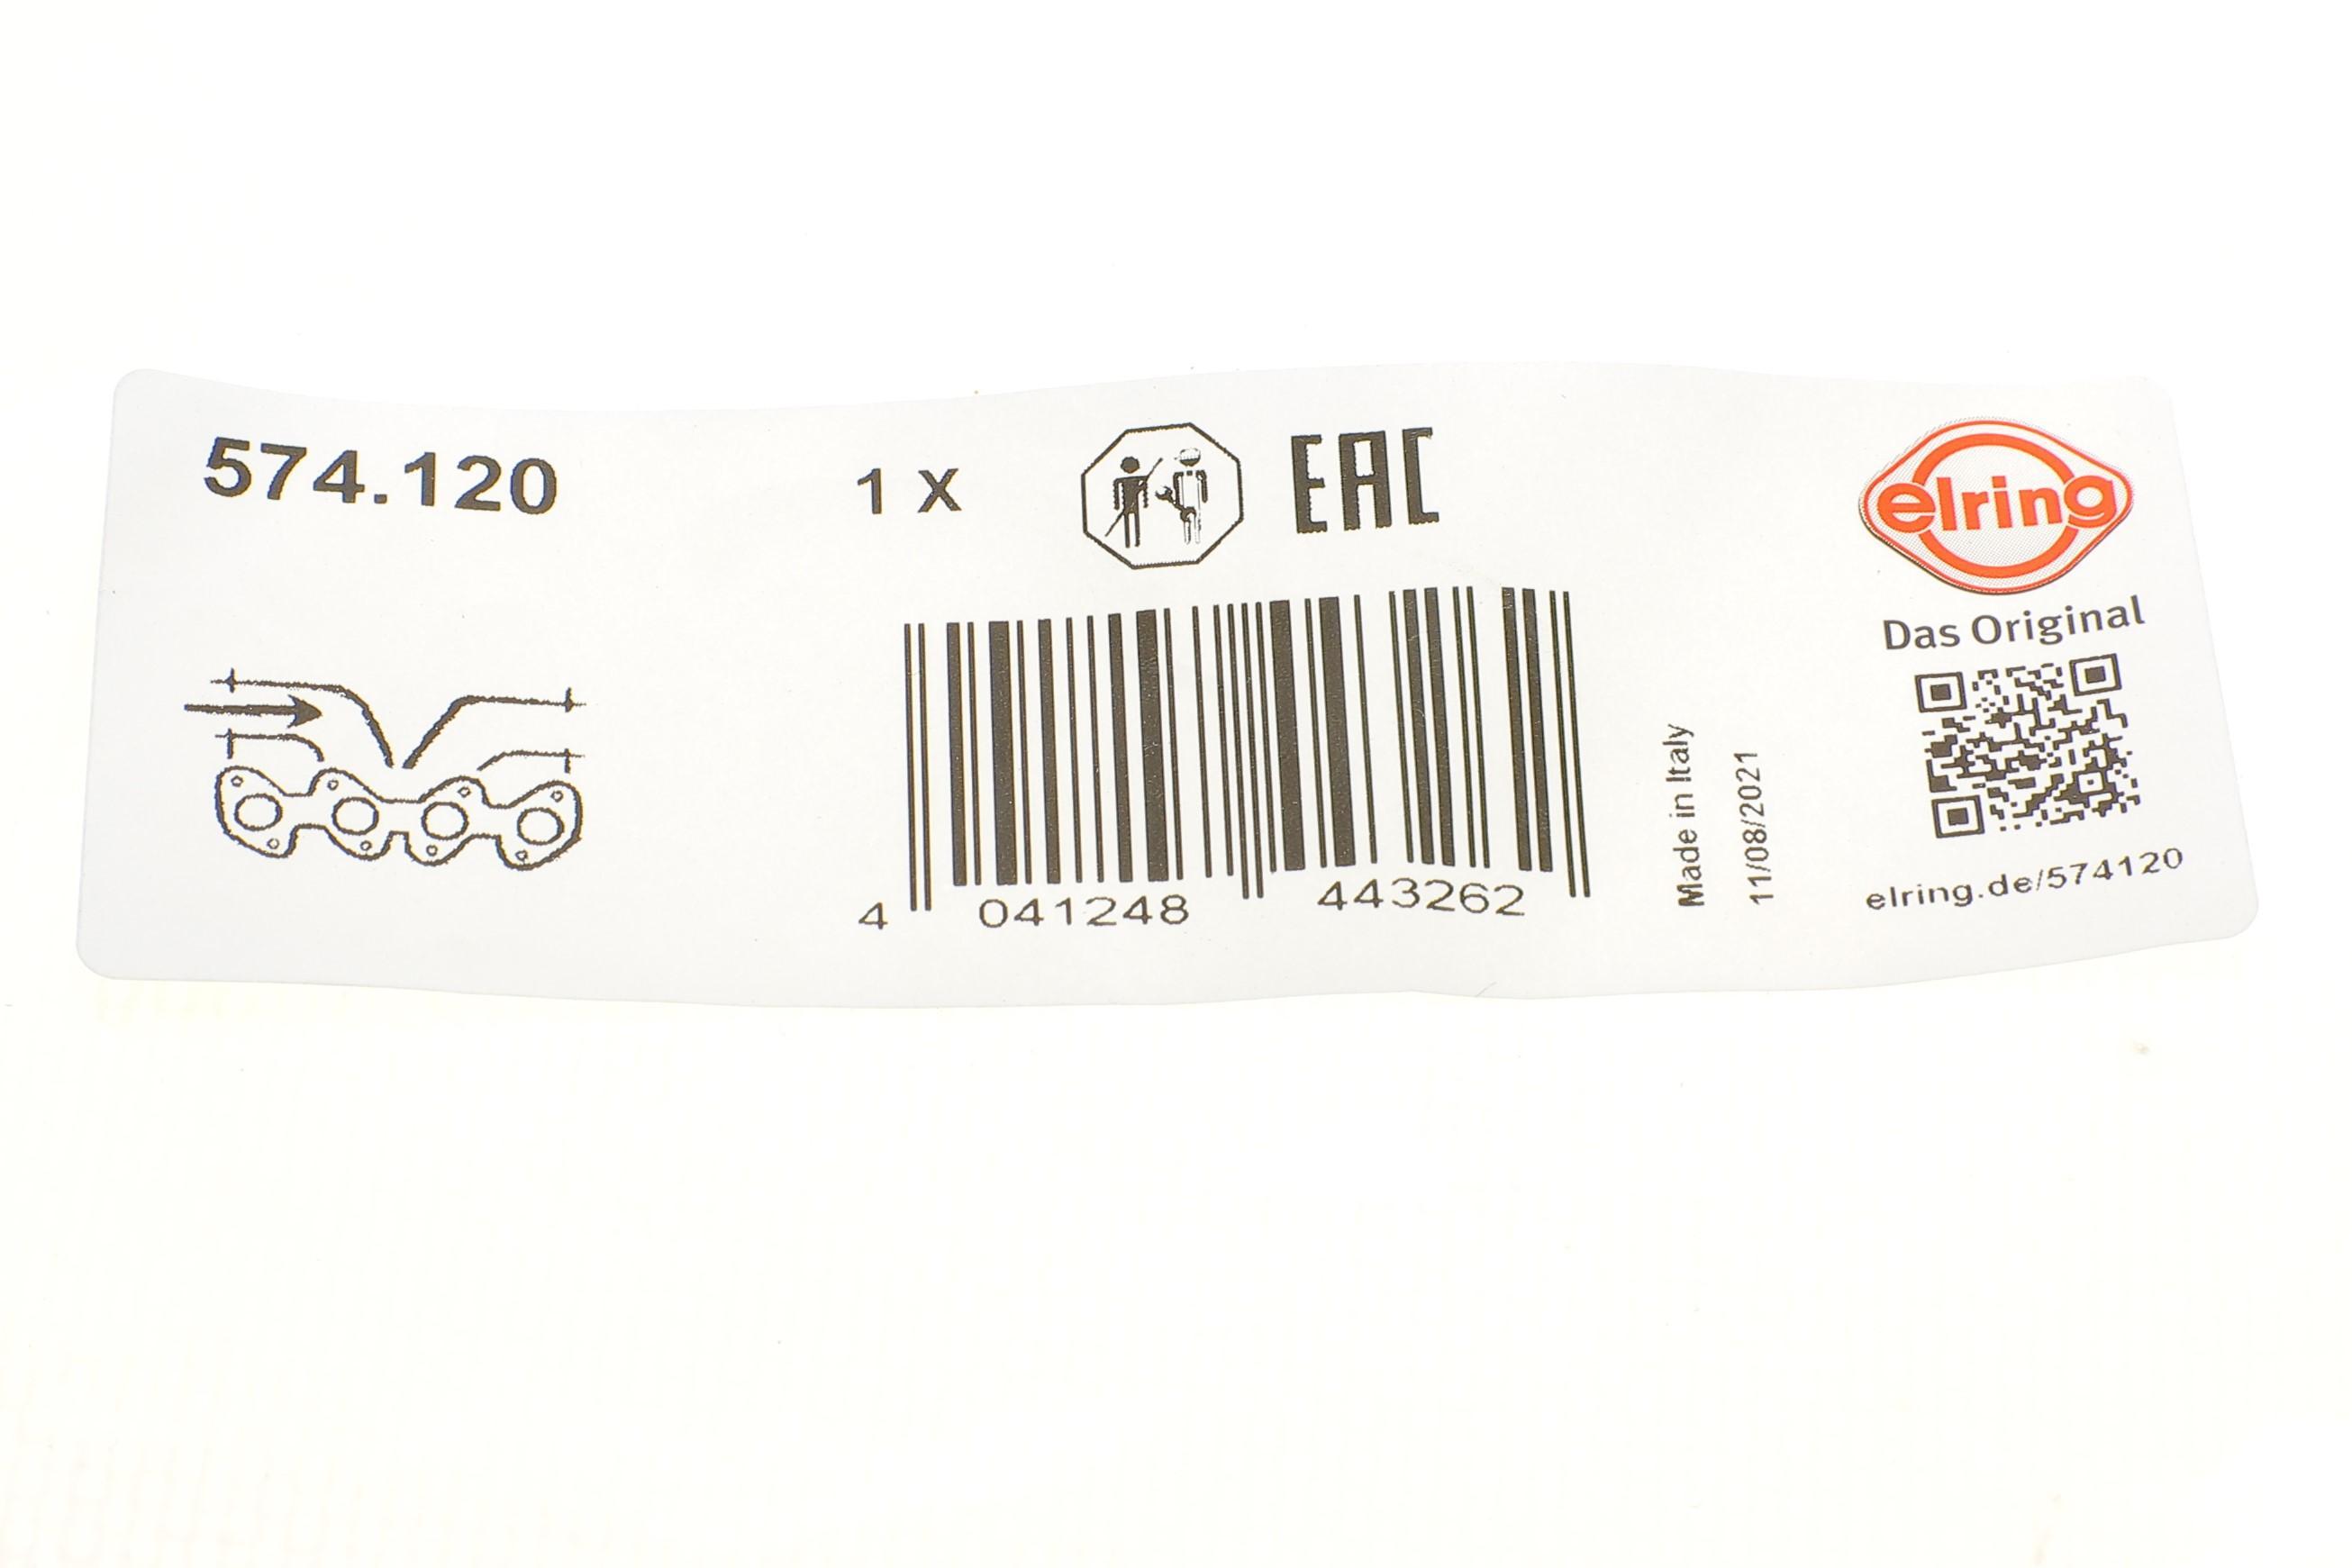 574.120
1 X
EAC
elring
Das Original
4 041248 443262
Made in Italy
11/08/2021
elring.de/574120